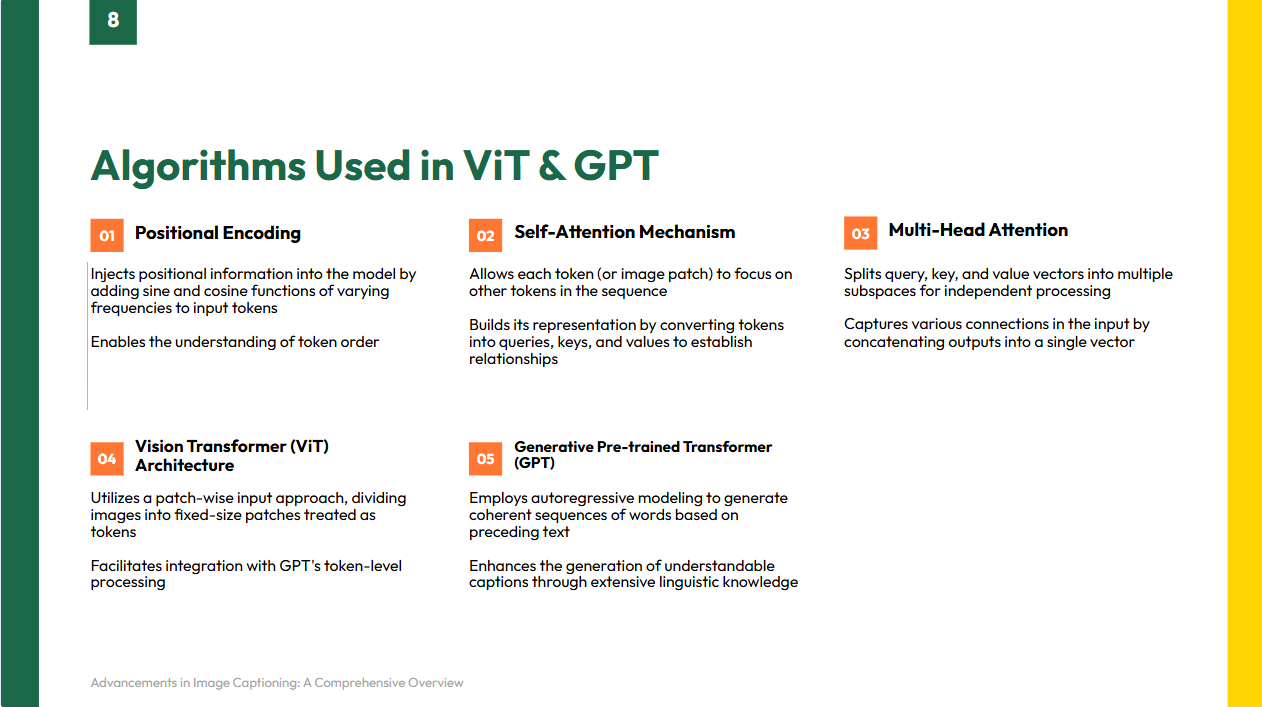 8
Algorithms Used in ViT & GPT
01
Positional Encoding
Injects positional information into the model by
adding sine and cosine functions of varying
frequencies to input tokens
Enables the understanding of token order
02
Self-Attention Mechanism
Allows each token (or image patch) to focus on
other tokens in the sequence
Builds its representation by converting tokens
into queries, keys, and values to establish
relationships
03
Multi-Head Attention
Splits query, key, and value vectors into multiple
subspaces for independent processing
Captures various connections in the input by
concatenating outputs into a single vector
04
Vision Transformer (ViT)
Architecture
Utilizes a patch-wise input approach, dividing
images into fixed-size patches treated as
tokens
Facilitates integration with GPT's token-level
processing
05
Generative Pre-trained Transformer
(GPT)
Employs autoregressive modeling to generate
coherent sequences of words based on
preceding text
Enhances the generation of understandable
captions through extensive linguistic knowledge
Advancements in Image Captioning: A Comprehensive Overview